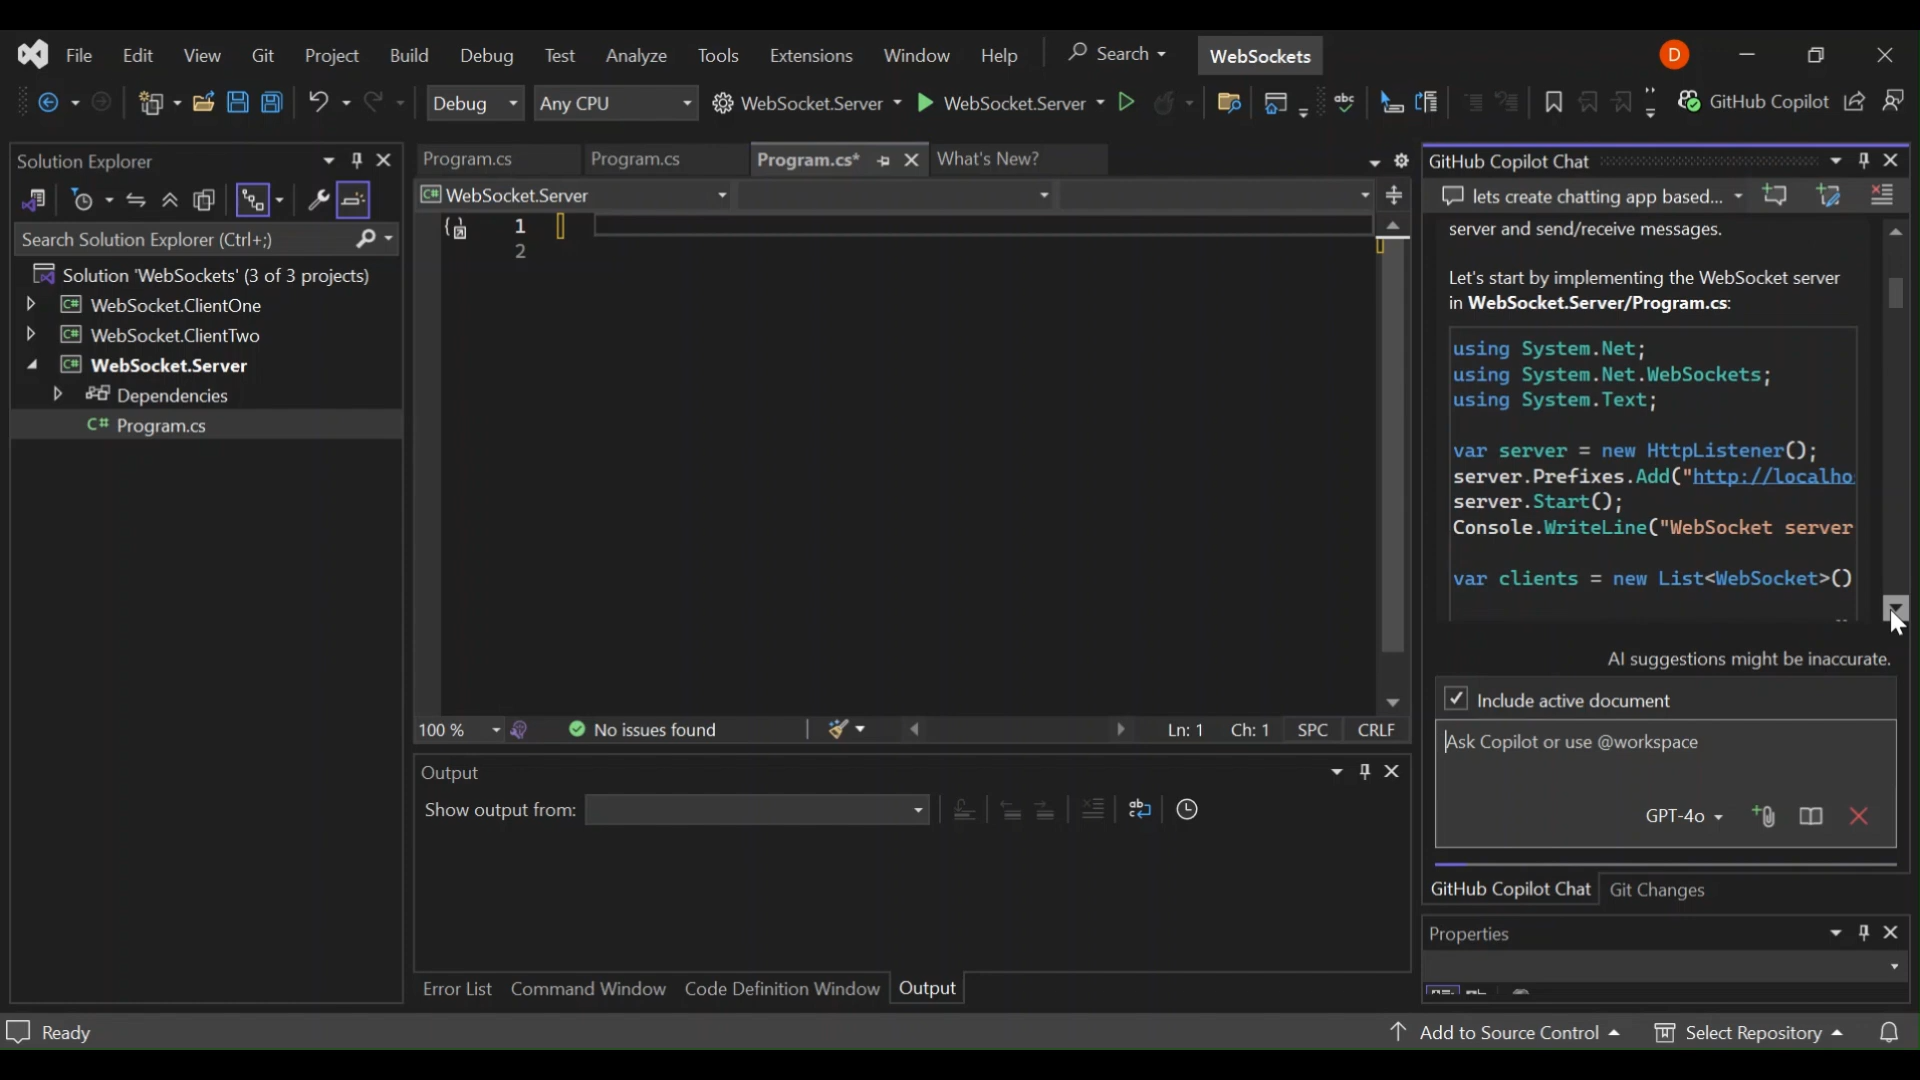 File Edit View Git Project Build Debug Test Analyze Tools Extensions Window Help Search WebSockets D
Debug Any CPU WebSocket.Server WebSocket.Server abc GitHub Copilot
Solution Explorer
Search Solution Explorer (Ctrl+;)
Solution 'WebSockets' (3 of 3 projects)
C# WebSocket.ClientOne
C# WebSocket.ClientTwo
C# WebSocket.Server
Dependencies
C# Program.cs
Program.cs Program.cs Program.cs* What's New?
C# WebSocket.Server
1
2
100 % No issues found Ln: 1 Ch: 1 SPC CRLF
Output
Show output from:
Error List Command Window Code Definition Window Output
GitHub Copilot Chat
lets create chatting app based...
server and send/receive messages.
Let's start by implementing the WebSocket server
in WebSocket.Server/Program.cs:
using System.Net;
using System.Net.WebSockets;
using System.Text;
var server = new HttpListener();
server.Prefixes.Add("http://localho
server.Start();
Console.WriteLine("WebSocket server
var clients = new List<WebSocket>()
AI suggestions might be inaccurate.
Include active document
Ask Copilot or use @workspace
GPT-4o
GitHub Copilot Chat Git Changes
Properties
Ready Add to Source Control Select Repository